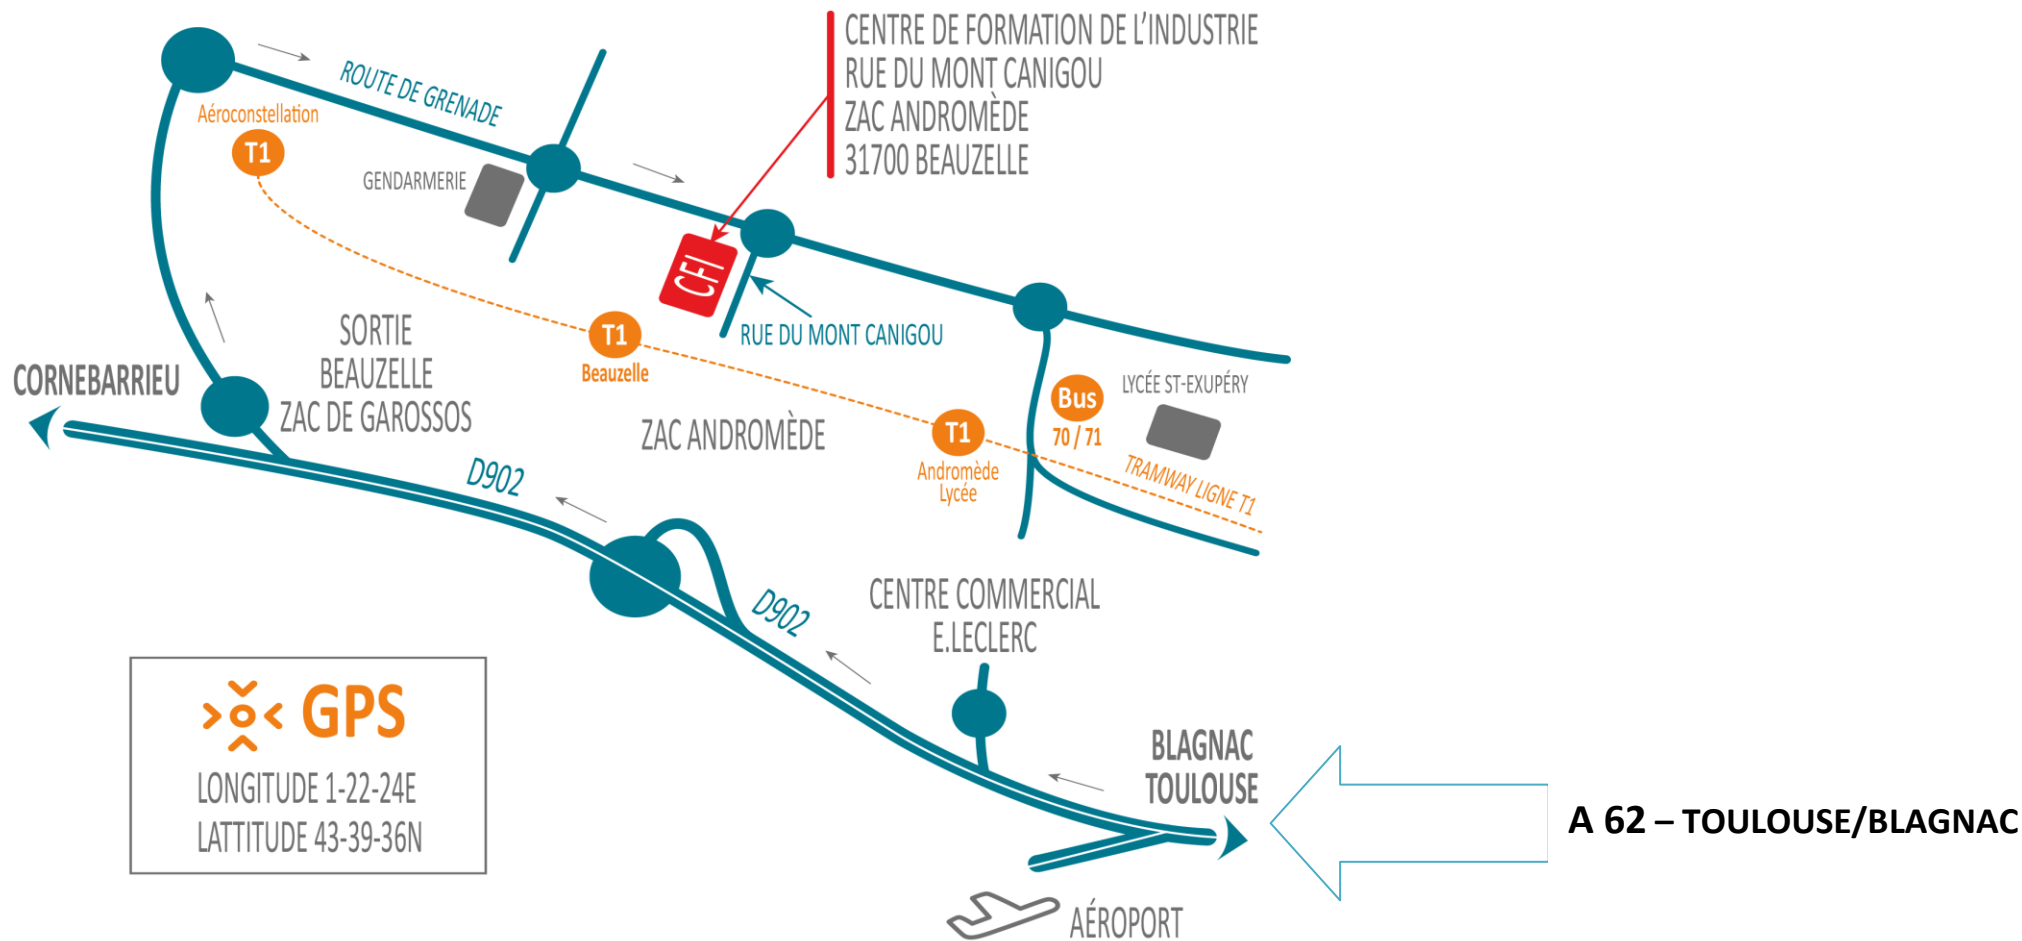 CENTRE DE FORMATION DE L'INDUSTRIE
RUE DU MONT CANIGOU
ZAC ANDROMÈDE
31700 BEAUZELLE
ROUTE DE GRENADE
Aéroconstellation
T1
GENDARMERIE
CFI
RUE DU MONT CANIGOU
T1
Beauzelle
SORTIE
BEAUZELLE
ZAC DE GAROSSOS
CORNEBARRIEU
ZAC ANDROMÈDE
T1
Andromède
Lycée
Bus
70 / 71
LYCÉE ST-EXUPÉRY
TRAMWAY LIGNE T1
D902
D902
CENTRE COMMERCIAL
E.LECLERC
GPS
LONGITUDE 1-22-24E
LATTITUDE 43-39-36N
BLAGNAC
TOULOUSE
A 62 – TOULOUSE/BLAGNAC
AÉROPORT